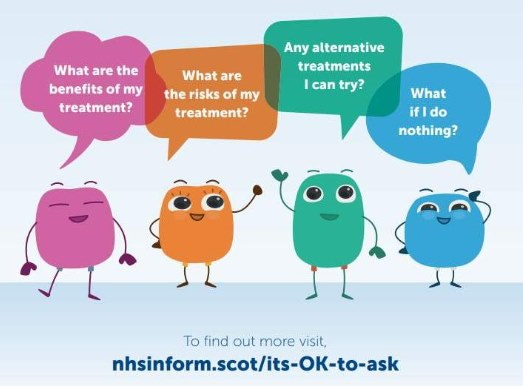 What are the
benefits of my
treatment?
What are
the risks of my
treatment?
Any alternative
treatments
I can try?
What
if I do
nothing?
To find out more visit,
nhsinform.scot/its-OK-to-ask